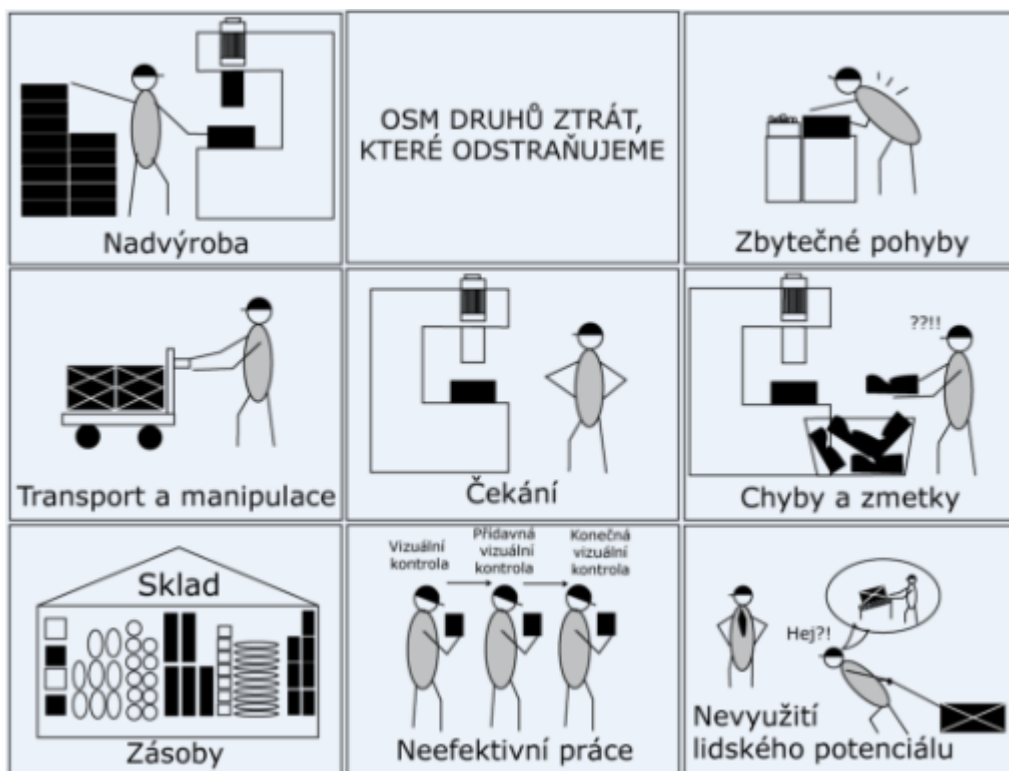 OSM DRUHŮ ZTRÁT,
KTERÉ ODSTRAŇUJEME
Nadvýroba
Zbytečné pohyby
??!!
Transport a manipulace
Čekání
Chyby a zmetky
Sklad
Zásoby
Vizuální
kontrola
Přídavná
vizuální
kontrola
Konečná
vizuální
kontrola
Neefektivní práce
Hej?!
Nevyužití
lidského potenciálu